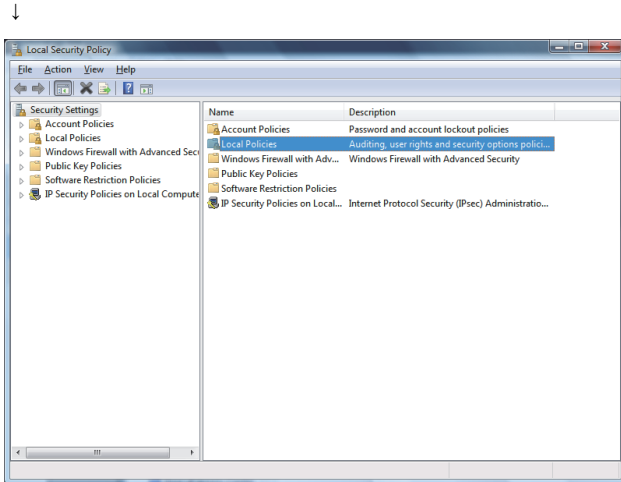 ↓
Local Security Policy
File Action View Help
Security Settings
Account Policies
Local Policies
Windows Firewall with Advanced Secu
Public Key Policies
Software Restriction Policies
IP Security Policies on Local Compute
Name Description
Account Policies Password and account lockout policies
Local Policies Auditing, user rights and security options polici...
Windows Firewall with Adv... Windows Firewall with Advanced Security
Public Key Policies
Software Restriction Policies
IP Security Policies on Local... Internet Protocol Security (IPsec) Administratio...